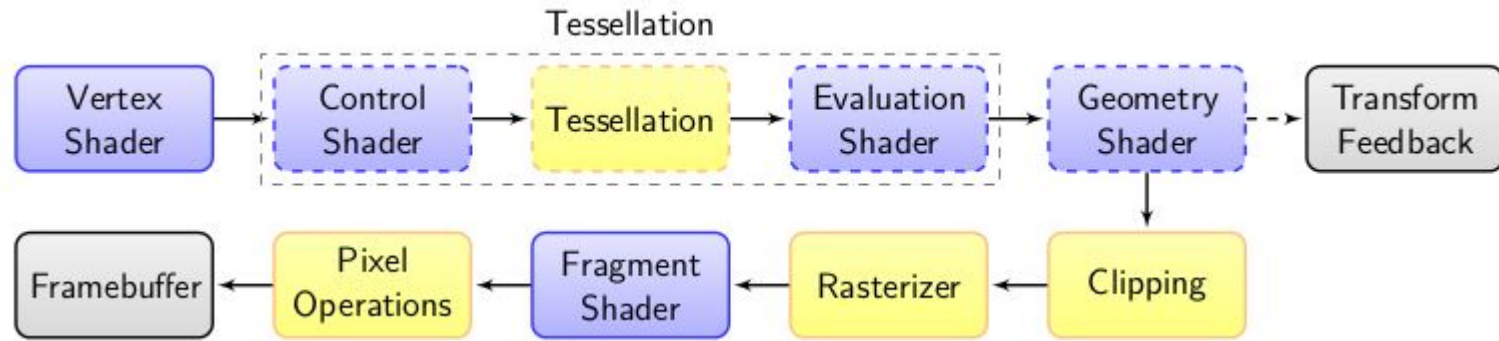 Tessellation
Vertex
Shader
Control
Shader
Tessellation
Evaluation
Shader
Geometry
Shader
Transform
Feedback
Framebuffer
Pixel
Operations
Fragment
Shader
Rasterizer
Clipping